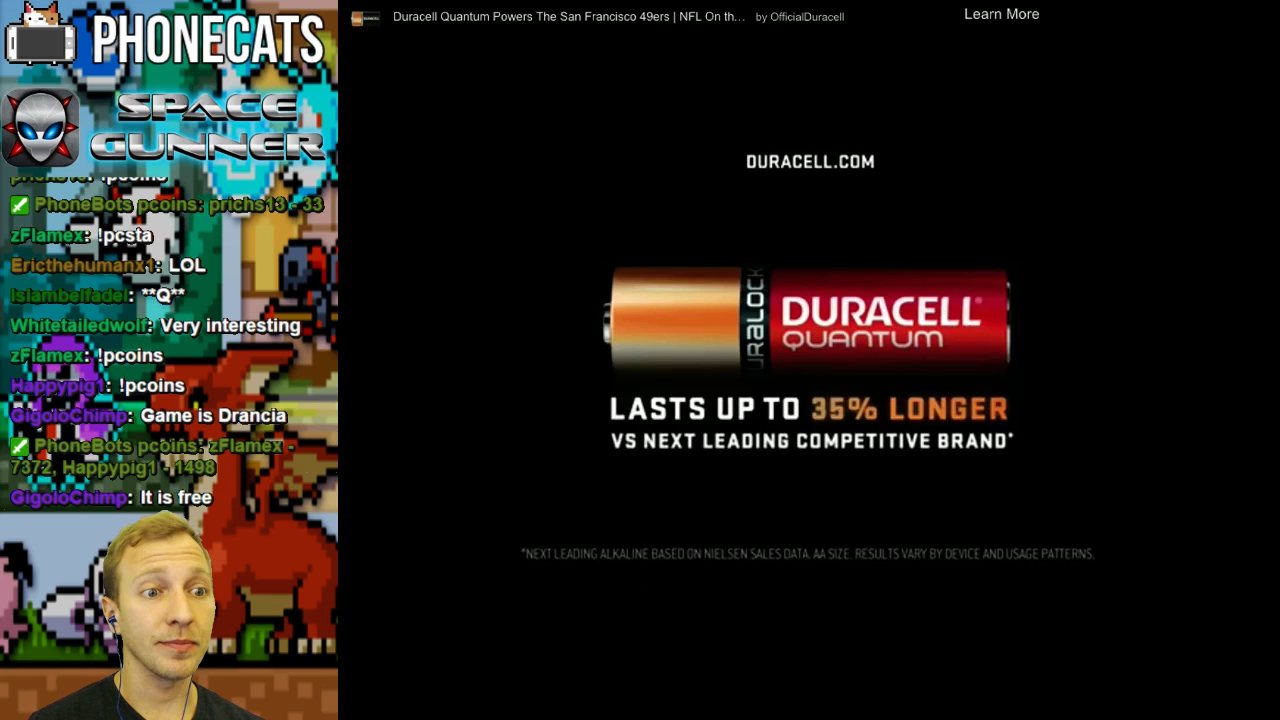 PHONECATS
SPACE
GUNNER
prichs13: !pcoins
PhoneBots pcoins: prichs13 - 33
zFlamex: !pcsta
Ericthehumanx1: LOL
Islambelfadel: **Q**
Whitetailedwolf: Very interesting
zFlamex: !pcoins
Happypig1: !pcoins
GigoloChimp: Game is Drancia
PhoneBots pcoins: zFlamex -
7372, Happypig1 - 1498
GigoloChimp: It is free
Duracell Quantum Powers The San Francisco 49ers | NFL On th... by OfficialDuracell
Learn More
DURACELL.COM
DURALOCK
DURACELL®
QUANTUM
LASTS UP TO 35% LONGER
VS NEXT LEADING COMPETITIVE BRAND*
*NEXT LEADING ALKALINE BASED ON NIELSEN SALES DATA. AA SIZE. RESULTS VARY BY DEVICE AND USAGE PATTERNS.